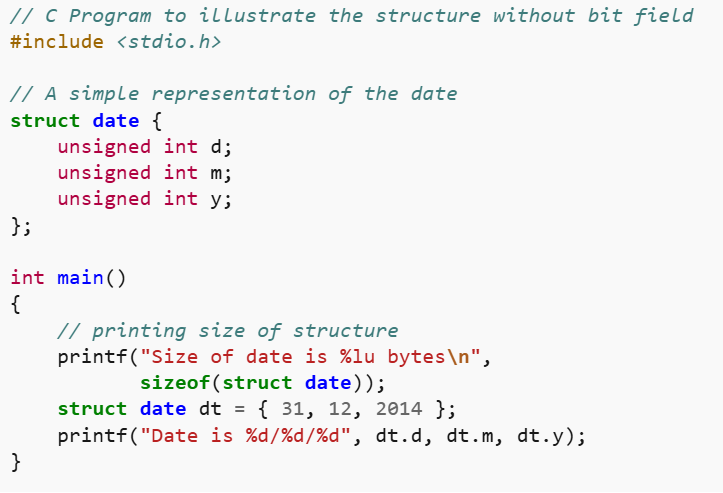 // C Program to illustrate the structure without bit field
#include <stdio.h>

// A simple representation of the date
struct date {
    unsigned int d;
    unsigned int m;
    unsigned int y;
};

int main()
{
    // printing size of structure
    printf("Size of date is %lu bytes\n",
           sizeof(struct date));
    struct date dt = { 31, 12, 2014 };
    printf("Date is %d/%d/%d", dt.d, dt.m, dt.y);
}